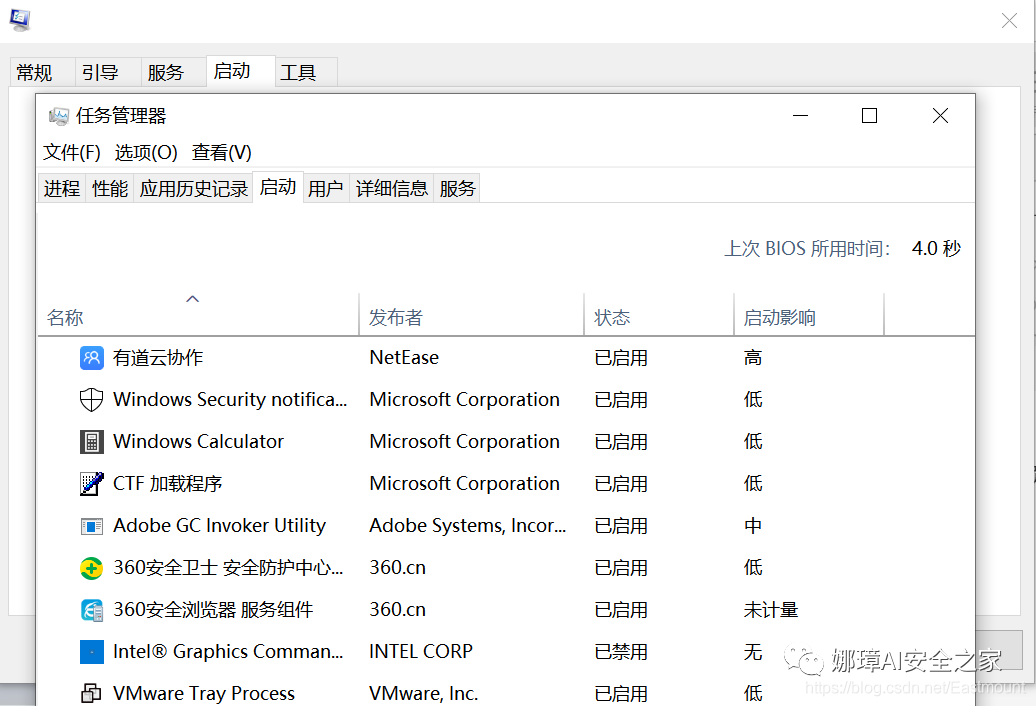 常规 引导 服务 启动 工具
任务管理器
文件(F) 选项(O) 查看(V)
进程 性能 应用历史记录 启动 用户 详细信息 服务
上次 BIOS 所用时间: 4.0 秒
名称 发布者 状态 启动影响
有道云协作 NetEase 已启用 高
Windows Security notifica... Microsoft Corporation 已启用 低
Windows Calculator Microsoft Corporation 已启用 低
CTF 加载程序 Microsoft Corporation 已启用 低
Adobe GC Invoker Utility Adobe Systems, Incor... 已启用 中
360安全卫士 安全防护中心... 360.cn 已启用 低
360安全浏览器 服务组件 360.cn 已启用 未计量
Intel® Graphics Comman... INTEL CORP 已禁用 无
娜璋AI安全之家
VMware Tray Process VMware, Inc. 已启用 低
https://blog.csdn.net/Eastmount